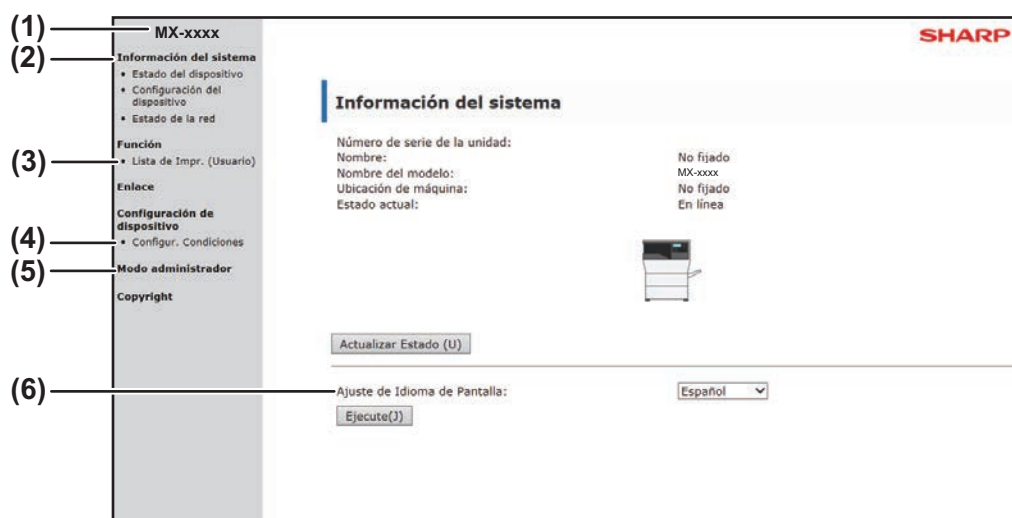 (1)
MX-xxxx
SHARP
(2)
Información del sistema
• Estado del dispositivo
• Configuración del
dispositivo
• Estado de la red
Función
(3)
• Lista de Impr. (Usuario)
Enlace
Configuración de
dispositivo
(4)
• Configur. Condiciones
(5)
Modo administrador
Copyright
Información del sistema
Número de serie de la unidad:
Nombre: No fijado
Nombre del modelo: MX-xxxx
Ubicación de máquina: No fijado
Estado actual: En línea
Actualizar Estado (U)
(6)
Ajuste de Idioma de Pantalla: Español
Ejecute(J)